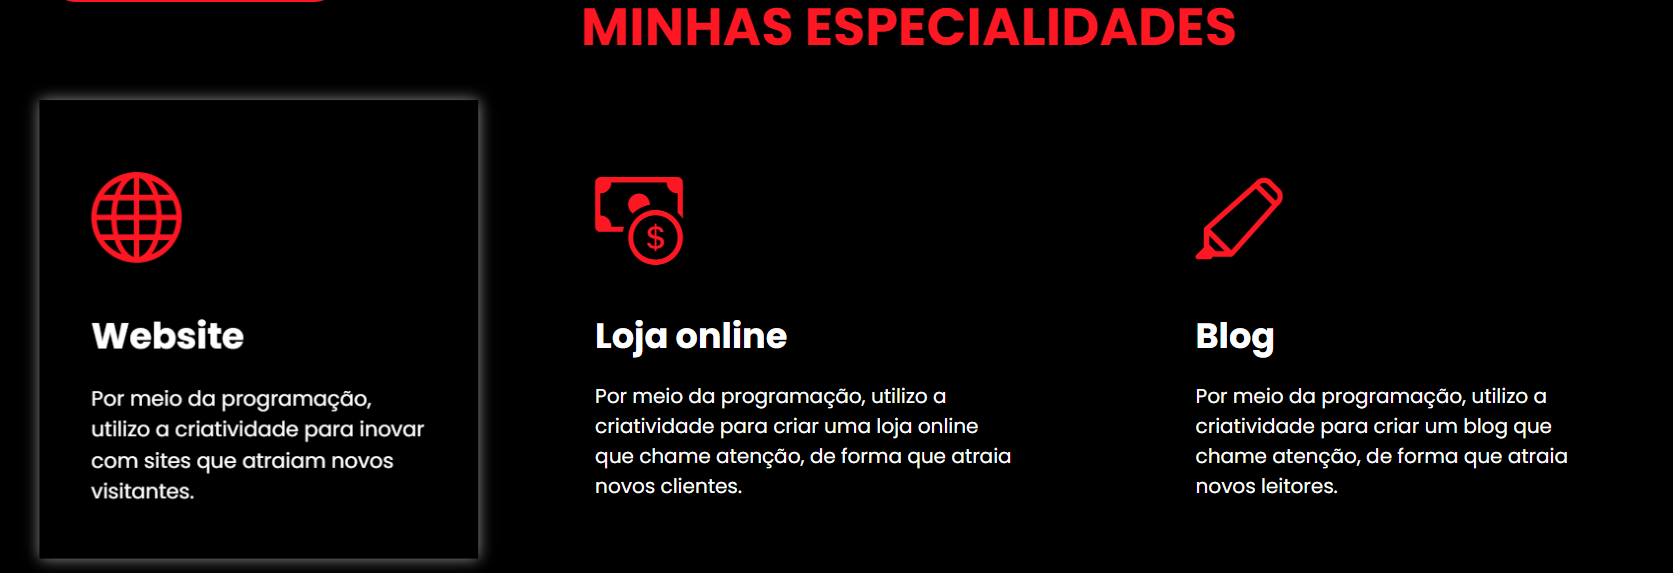 MINHAS ESPECIALIDADES
$
Website
Por meio da programação,
utilizo a criatividade para inovar
com sites que atraiam novos
visitantes.
Loja online
Por meio da programação, utilizo a
criatividade para criar uma loja online
que chame atenção, de forma que atraia
novos clientes.
Blog
Por meio da programação, utilizo a
criatividade para criar um blog que
chame atenção, de forma que atraia
novos leitores.